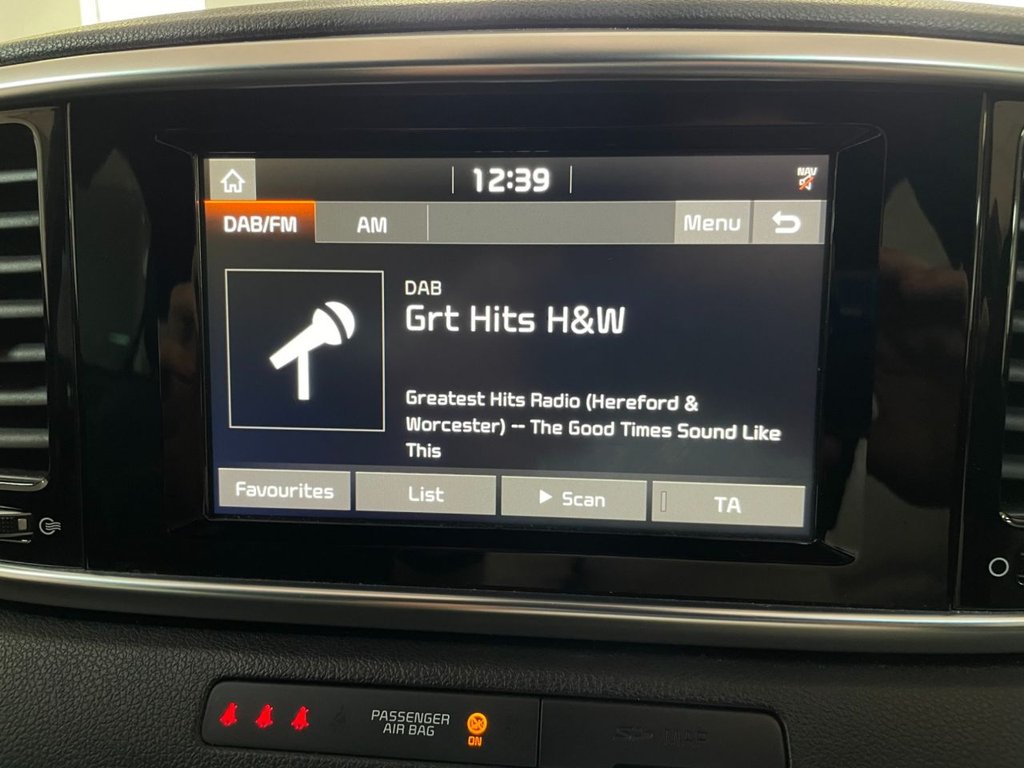 12:39
NAV
DAB/FM
AM
Menu
DAB
Grt Hits H&W
Greatest Hits Radio (Hereford &
Worcester) -- The Good Times Sound Like
This
Favourites
List
Scan
TA
PASSENGER
AIR BAG
ON